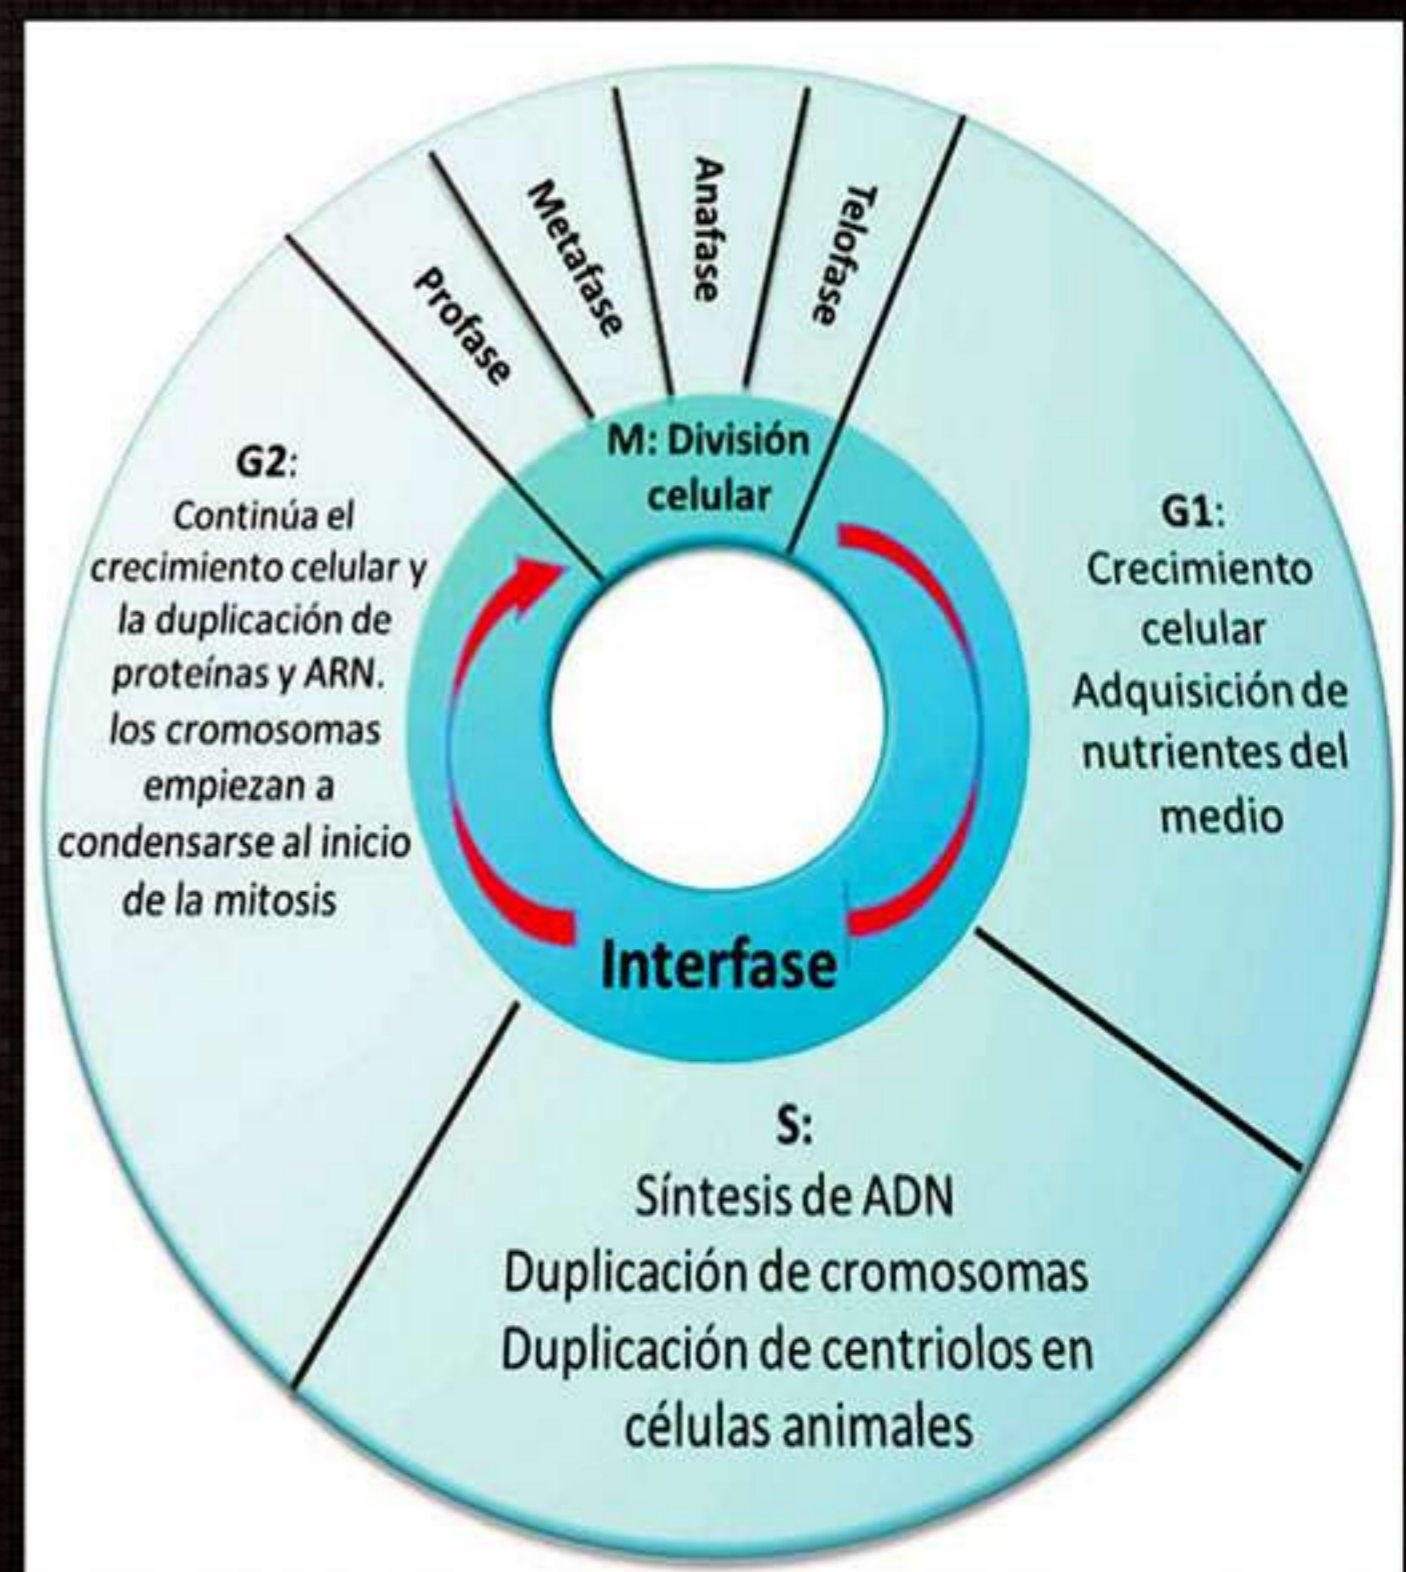 Profase
Metafase
Anafase
Telofase
M: División
celular
G1:
Crecimiento
celular
Adquisición de
nutrientes del
medio
S:
Síntesis de ADN
Duplicación de cromosomas
Duplicación de centriolos en
células animales
G2:
Continúa el
crecimiento celular y
la duplicación de
proteínas y ARN.
los cromosomas
empiezan a
condensarse al inicio
de la mitosis
Interfase